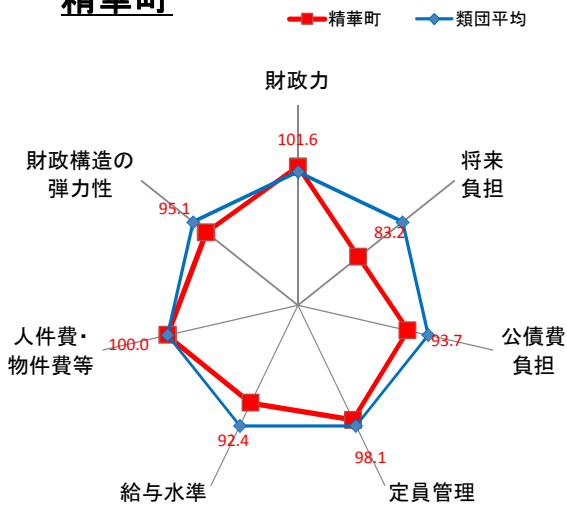 精華町
精華町
類団平均
財政力
101.6
将来
負担
83.2
公債費
負担
93.7
定員管理
98.1
給与水準
92.4
人件費・
物件費等
100.0
財政構造の
弾力性
95.1